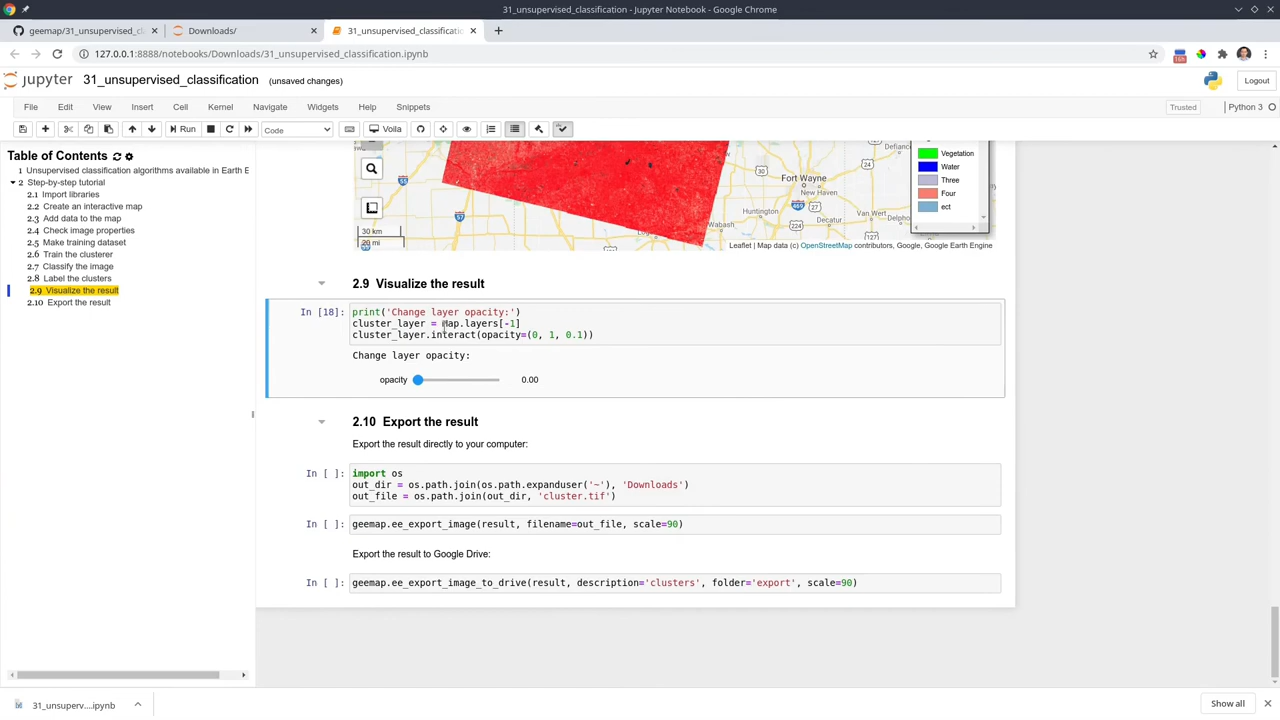 31_unsupervised_classification - Jupyter Notebook - Google Chrome
geemap/31_unsupervised_cl
Downloads/
31_unsupervised_classificatio
127.0.0.1:8888/notebooks/Downloads/31_unsupervised_classification.ipynb
jupyter 31_unsupervised_classification (unsaved changes)
Logout
File Edit View Insert Cell Kernel Navigate Widgets Help Snippets
Trusted
Python 3
Run
Code
Voila
Table of Contents
1 Unsupervised classification algorithms available in Earth E
2 Step-by-step tutorial
2.1 Import libraries
2.2 Create an interactive map
2.3 Add data to the map
2.4 Check image properties
2.5 Make training dataset
2.6 Train the clusterer
2.7 Classify the image
2.8 Label the clusters
2.9 Visualize the result
2.10 Export the result
Vegetation
Water
Three
Four
ect
Defiance
24
30
Fort Wayne
New Haven
469
27
Huntington
Decatur
Van Wert
Delphos
224
Wabash
55
57
30 km
20 mi
Leaflet | Map data (c) OpenStreetMap contributors, Google, Google Earth Engine
2.9 Visualize the result
In [18]:
print('Change layer opacity:')
cluster_layer = Map.layers[-1]
cluster_layer.interact(opacity=(0, 1, 0.1))
Change layer opacity:
opacity 0.00
2.10 Export the result
Export the result directly to your computer:
In [ ]:
import os
out_dir = os.path.join(os.path.expanduser('~'), 'Downloads')
out_file = os.path.join(out_dir, 'cluster.tif')
In [ ]: geemap.ee_export_image(result, filename=out_file, scale=90)
Export the result to Google Drive:
In [ ]: geemap.ee_export_image_to_drive(result, description='clusters', folder='export', scale=90)
31_unsuperv....ipynb
Show all